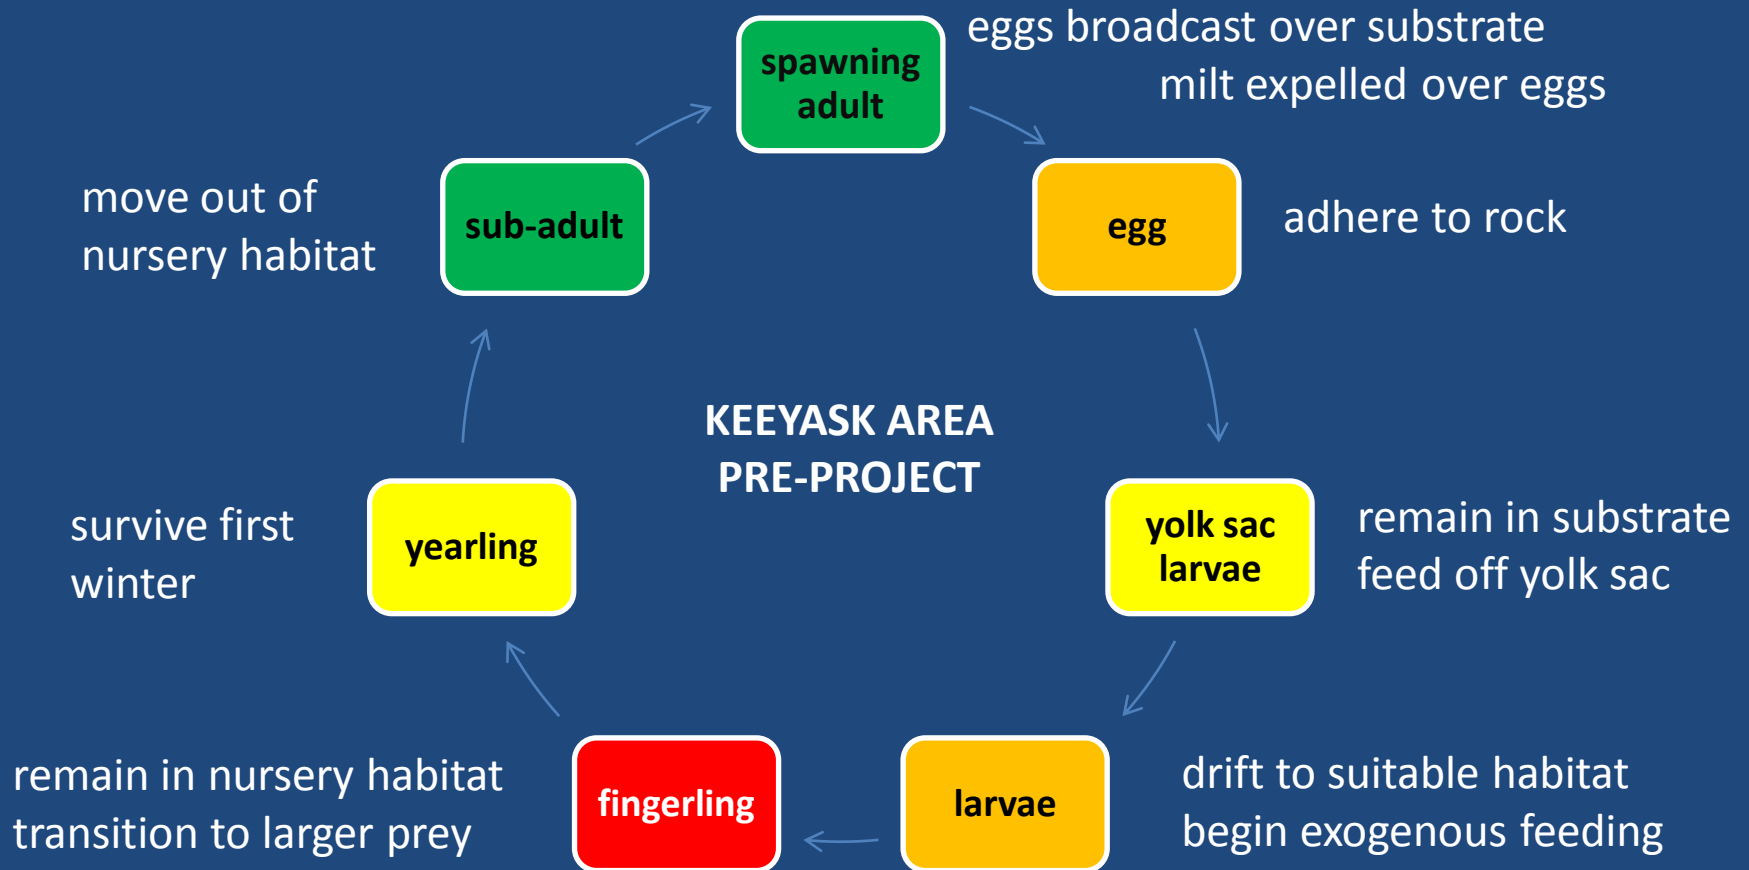 spawning
adult
eggs broadcast over substrate
milt expelled over eggs
egg
adhere to rock
yolk sac
larvae
remain in substrate
feed off yolk sac
larvae
drift to suitable habitat
begin exogenous feeding
fingerling
remain in nursery habitat
transition to larger prey
yearling
survive first
winter
sub-adult
move out of
nursery habitat
KEEYASK AREA
PRE-PROJECT